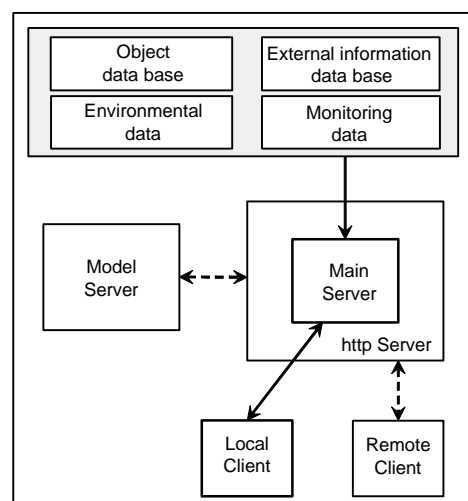 Object
data base
External information
data base
Environmental
data
Monitoring
data
Model
Server
Main
Server
http Server
Local
Client
Remote
Client